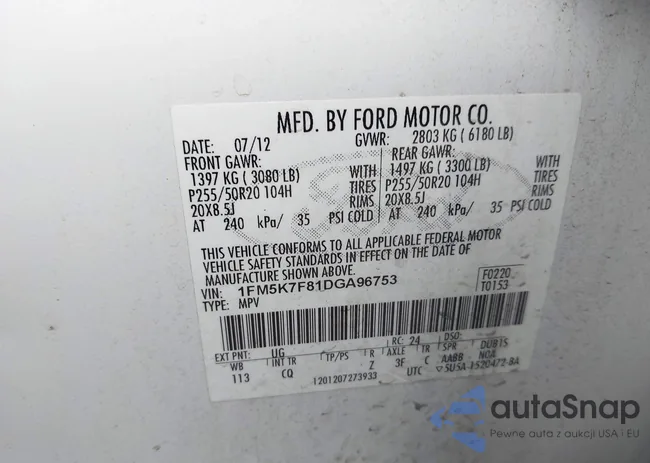 MFD. BY FORD MOTOR CO.
DATE: 07/12 GVWR: 2803 KG ( 6180 LB)
FRONT GAWR: REAR GAWR:
1397 KG ( 3080 LB) WITH 1497 KG ( 3300 LB) WITH
P255/50R20 104H TIRES P255/50R20 104H TIRES
20X8.5J RIMS 20X8.5J RIMS
AT 240 kPa/ 35 PSI COLD AT 240 kPa/ 35 PSI COLD
THIS VEHICLE CONFORMS TO ALL APPLICABLE FEDERAL MOTOR
VEHICLE SAFETY STANDARDS IN EFFECT ON THE DATE OF
MANUFACTURE SHOWN ABOVE.
VIN: 1FM5K7F81DGA96753 F0220
TYPE: MPV T0153
EXT PNT: UG RC: 24 DSO: DUB15
WB INT TR TP/PS R AXLE TR SPR
113 CQ Z 3F C AABB NOA
1201207273933 UTC ▽5U5A-1520472-BA
autaSnap
Pewne auta z aukcji USA i EU